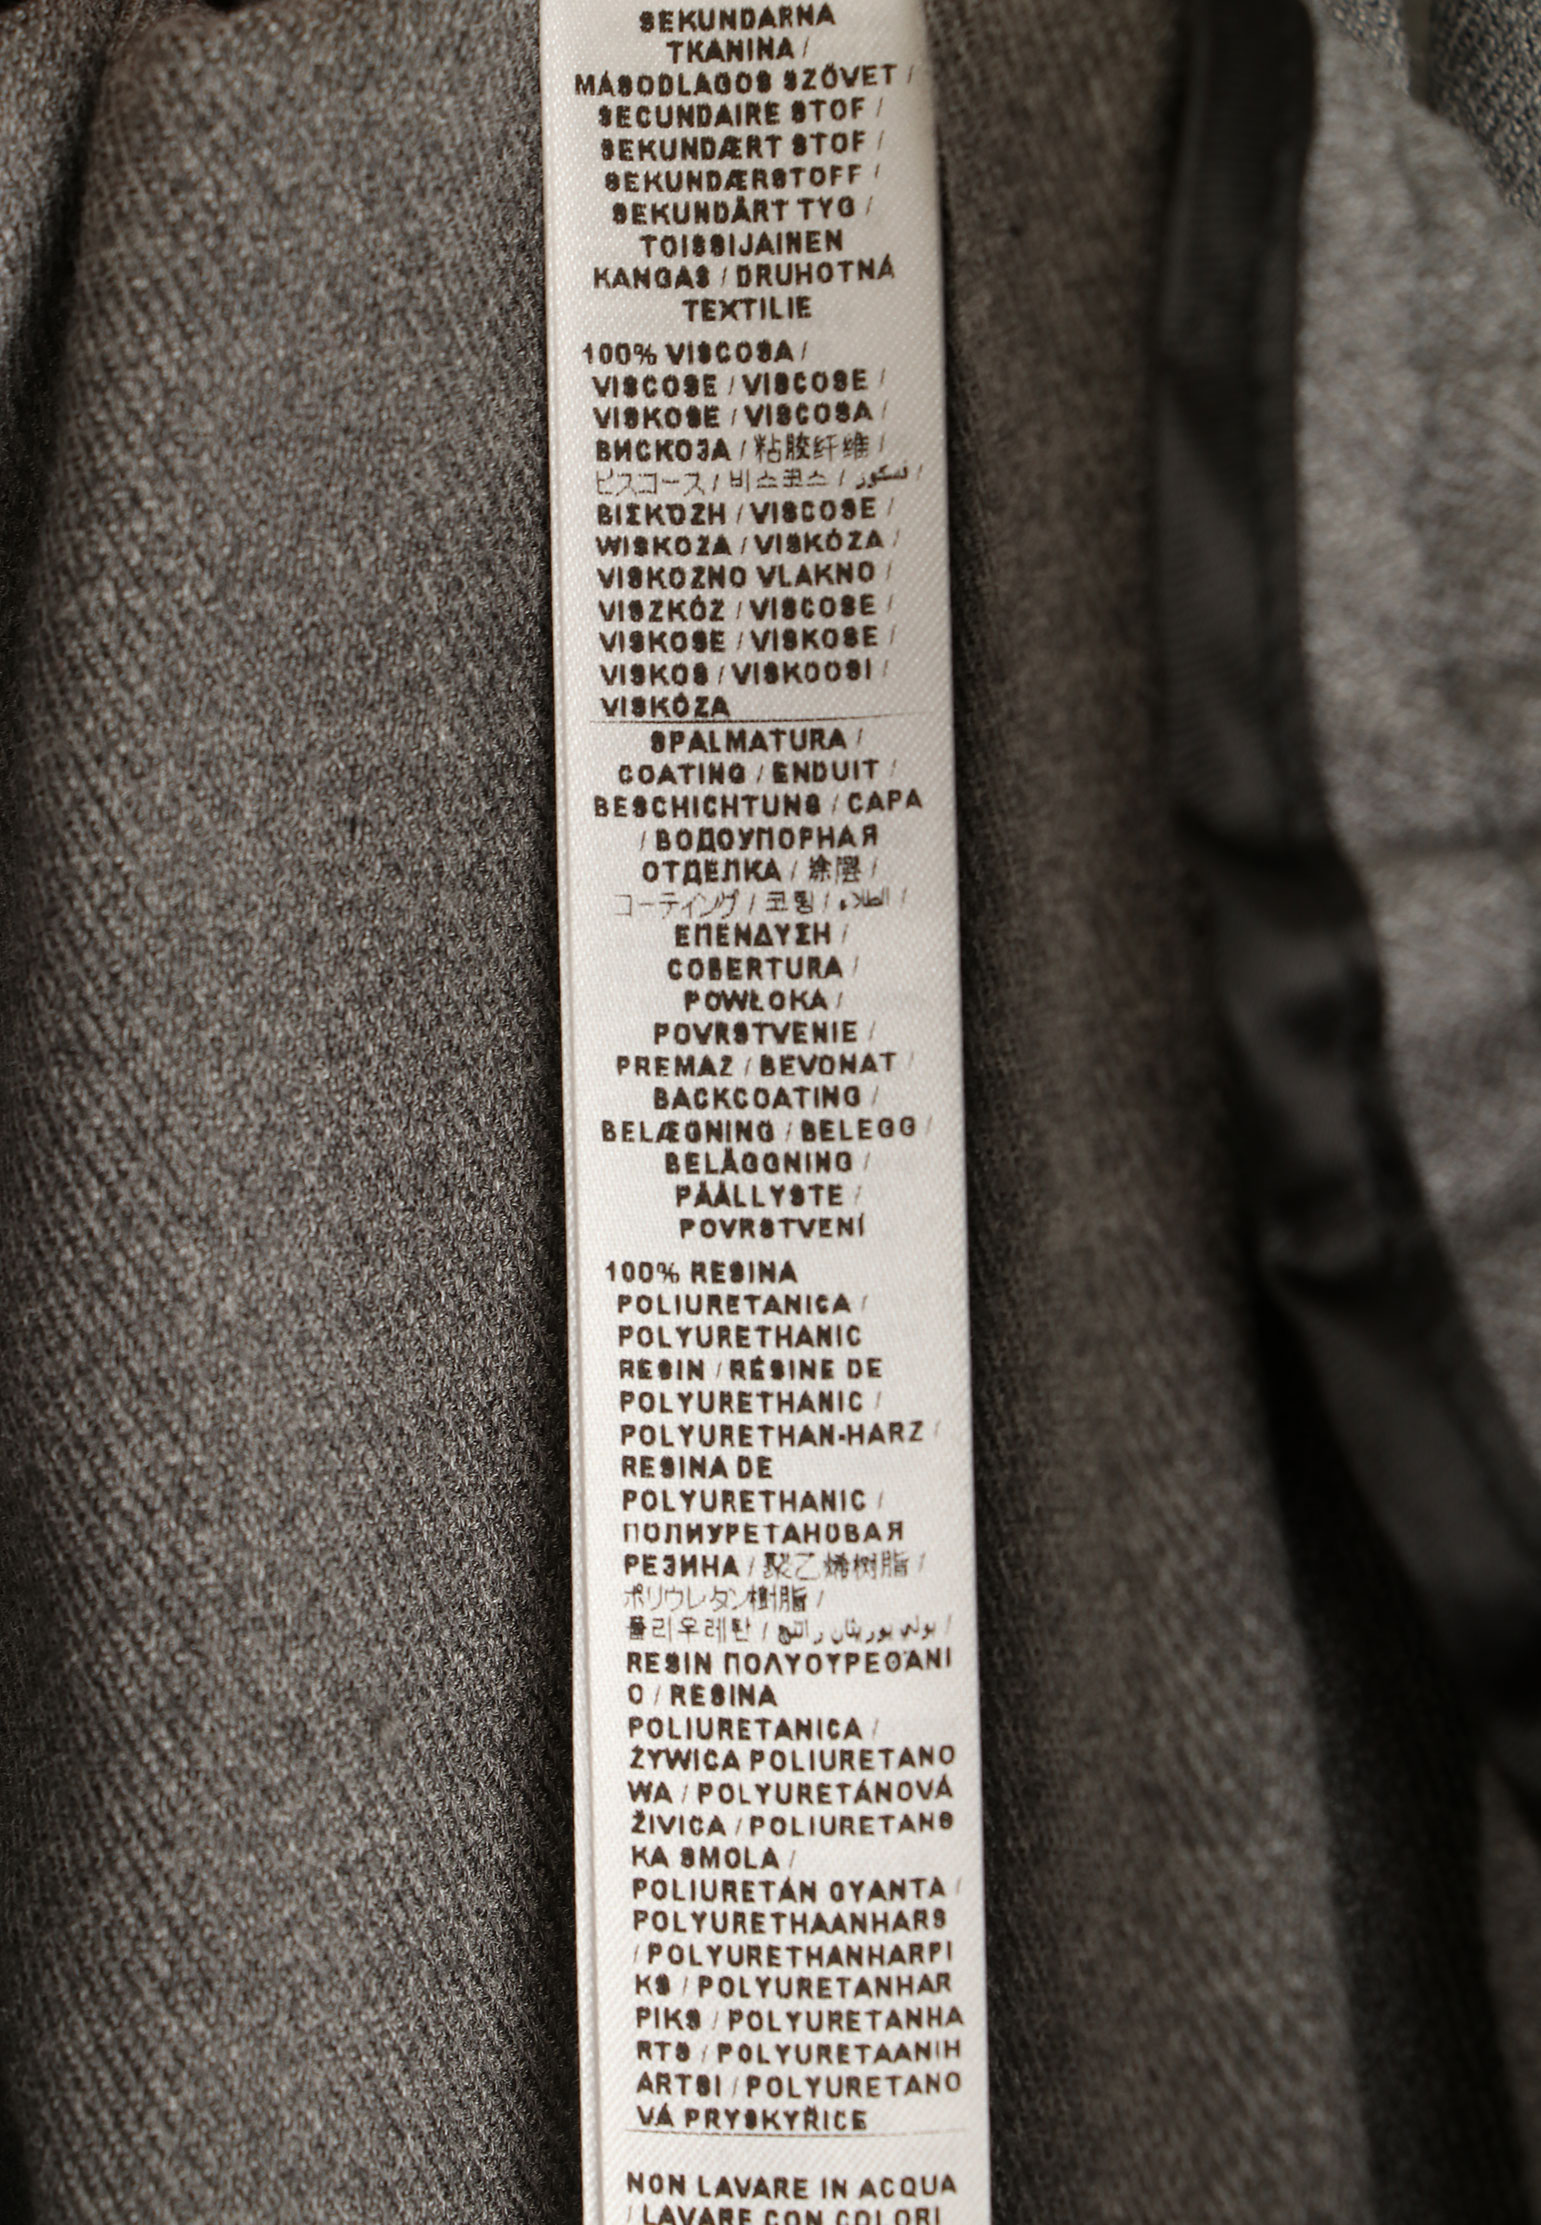 SEKUNDARNA
TKANINA /
MÁSODLAGOS SZÖVET /
SECUNDAIRE STOF /
SEKUNDÆRT STOF /
SEKUNDÆRSTOFF /
SEKUNDÄRT TYG /
TOISSIJAINEN
KANGAS / DRUHOTNÁ
TEXTILIE
100% VISCOSA /
VISCOSE / VISCOSE /
VISKOSE / VISCOSA /
ВИСКОЗА / 粘胶纤维 /
ビスコース / 비스코스 /
ΒΙΣΚΌΖΗ / VISCOSE /
WISKOZA / VISKÓZA /
VISKOZNO VLAKNO /
VISZKÓZ / VISCOSE /
VISKOSE / VISKOSE /
VISKOS / VISKOOSI /
VISKÓZA
SPALMATURA /
COATING / ENDUIT /
BESCHICHTUNG / CAPA
/ ВОДОУПОРНАЯ
ОТДЕЛКА / 涂层 /
コーティング / 코팅 / الطلاء /
ΕΠΕΝΔΥΣΗ /
COBERTURA /
POWŁOKA /
POVRSTVENIE /
PREMAZ / BEVONAT /
BACKCOATING /
BELÆGNING / BELEGG /
BELÄGGNING /
PÄÄLLYSTE /
POVRSTVENÍ
100% RESINA
POLIURETANICA /
POLYURETHANIC
RESIN / RÉSINE DE
POLYURETHANIC /
POLYURETHAN-HARZ /
RESINA DE
POLYURETHANIC /
ПОЛИУРЕТАНОВАЯ
РЕЗИНА / 聚乙烯树脂 /
ポリウレタン樹脂 /
폴리우레탄 /
RESIN ΠΟΛΥΟΥΡΕΘΆΝΙ
Ο / RESINA
POLIURETANICA /
ŻYWICA POLIURETANO
WA / POLYURETÁNOVÁ
ŽIVICA / POLIURETANS
KA SMOLA /
POLIURETÁN GYANTA /
POLYURETHAANHARS
/ POLYURETHANHARPI
KS / POLYURETANHAR
PIKS / POLYURETANHA
RTS / POLYURETAANIH
ARTSI / POLYURETANO
VÁ PRYSKYŘICE
NON LAVARE IN ACQUA
/ LAVARE CON COLORI